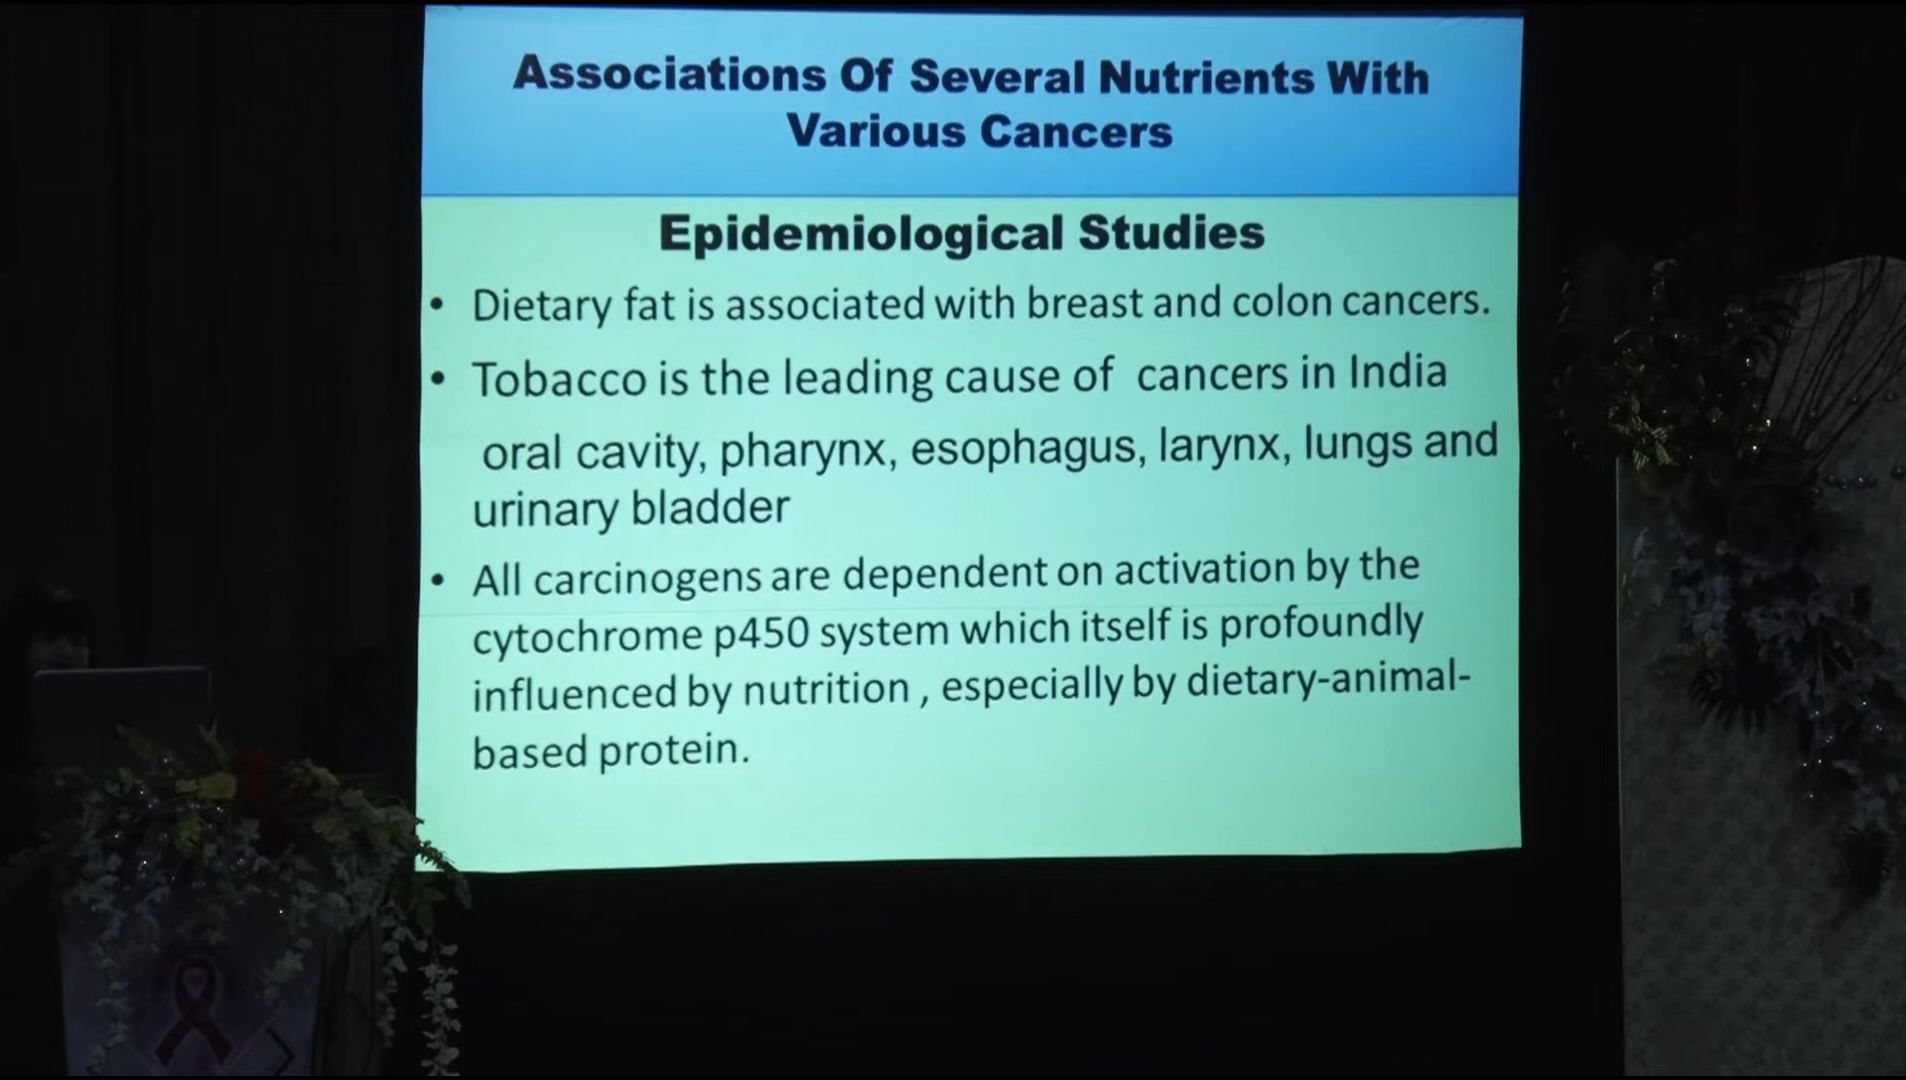 Associations Of Several Nutrients With
Various Cancers
Epidemiological Studies
• Dietary fat is associated with breast and colon cancers.
• Tobacco is the leading cause of cancers in India
oral cavity, pharynx, esophagus, larynx, lungs and
urinary bladder
• All carcinogens are dependent on activation by the
cytochrome p450 system which itself is profoundly
influenced by nutrition , especially by dietary-animal-
based protein.